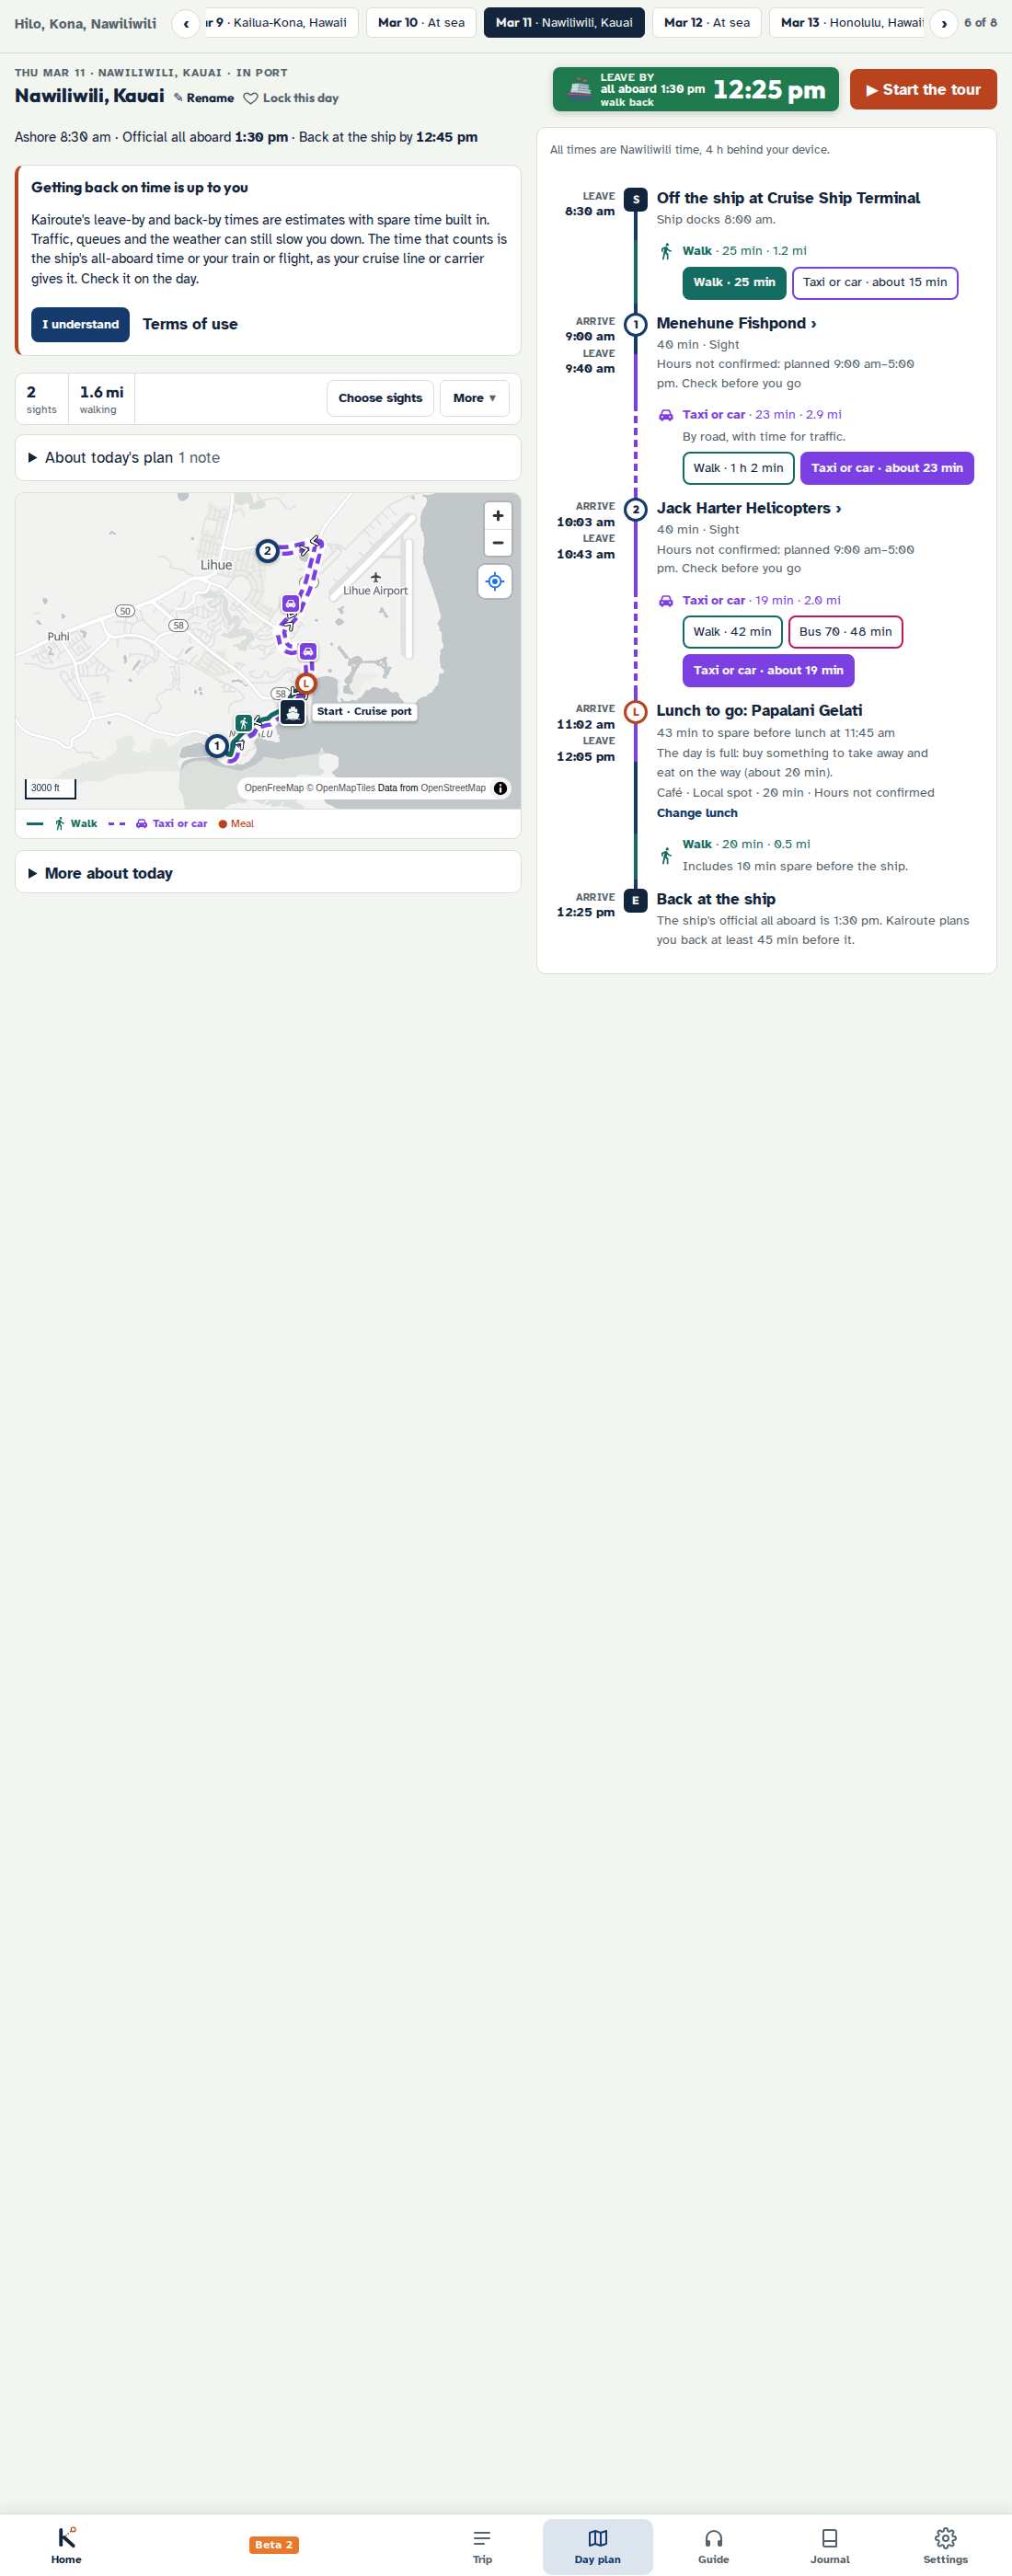 Hilo, Kona, Nawiliwili
‹
ar 9 · Kailua-Kona, Hawaii
Mar 10 · At sea
Mar 11 · Nawiliwili, Kauai
Mar 12 · At sea
Mar 13 · Honolulu, Hawaii
›
6 of 8
THU MAR 11 · NAWILIWILI, KAUAI · IN PORT
Nawiliwili, Kauai
✎ Rename
Lock this day
LEAVE BY
all aboard 1:30 pm
walk back
12:25 pm
▶ Start the tour
Ashore 8:30 am · Official all aboard 1:30 pm · Back at the ship by 12:45 pm
Getting back on time is up to you
Kairoute's leave-by and back-by times are estimates with spare time built in.
Traffic, queues and the weather can still slow you down. The time that counts is
the ship's all-aboard time or your train or flight, as your cruise line or carrier
gives it. Check it on the day.
I understand
Terms of use
2
sights
1.6 mi
walking
Choose sights
More ▼
▶ About today's plan 1 note
2
Lihue
Lihue Airport
50
58
Puhi
L
58
Start · Cruise port
1
+
−
3000 ft
OpenFreeMap © OpenMapTiles Data from OpenStreetMap
Walk
Taxi or car
Meal
▶ More about today
All times are Nawiliwili time, 4 h behind your device.
LEAVE
8:30 am
S
Off the ship at Cruise Ship Terminal
Ship docks 8:00 am.
Walk · 25 min · 1.2 mi
Walk · 25 min
Taxi or car · about 15 min
ARRIVE
9:00 am
LEAVE
9:40 am
1
Menehune Fishpond ›
40 min · Sight
Hours not confirmed: planned 9:00 am–5:00
pm. Check before you go
Taxi or car · 23 min · 2.9 mi
By road, with time for traffic.
Walk · 1 h 2 min
Taxi or car · about 23 min
ARRIVE
10:03 am
LEAVE
10:43 am
2
Jack Harter Helicopters ›
40 min · Sight
Hours not confirmed: planned 9:00 am–5:00
pm. Check before you go
Taxi or car · 19 min · 2.0 mi
Walk · 42 min
Bus 70 · 48 min
Taxi or car · about 19 min
ARRIVE
11:02 am
LEAVE
12:05 pm
L
Lunch to go: Papalani Gelati
43 min to spare before lunch at 11:45 am
The day is full: buy something to take away and
eat on the way (about 20 min).
Café · Local spot · 20 min · Hours not confirmed
Change lunch
Walk · 20 min · 0.5 mi
Includes 10 min spare before the ship.
ARRIVE
12:25 pm
E
Back at the ship
The ship's official all aboard is 1:30 pm. Kairoute plans
you back at least 45 min before it.
Home
Beta 2
Trip
Day plan
Guide
Journal
Settings